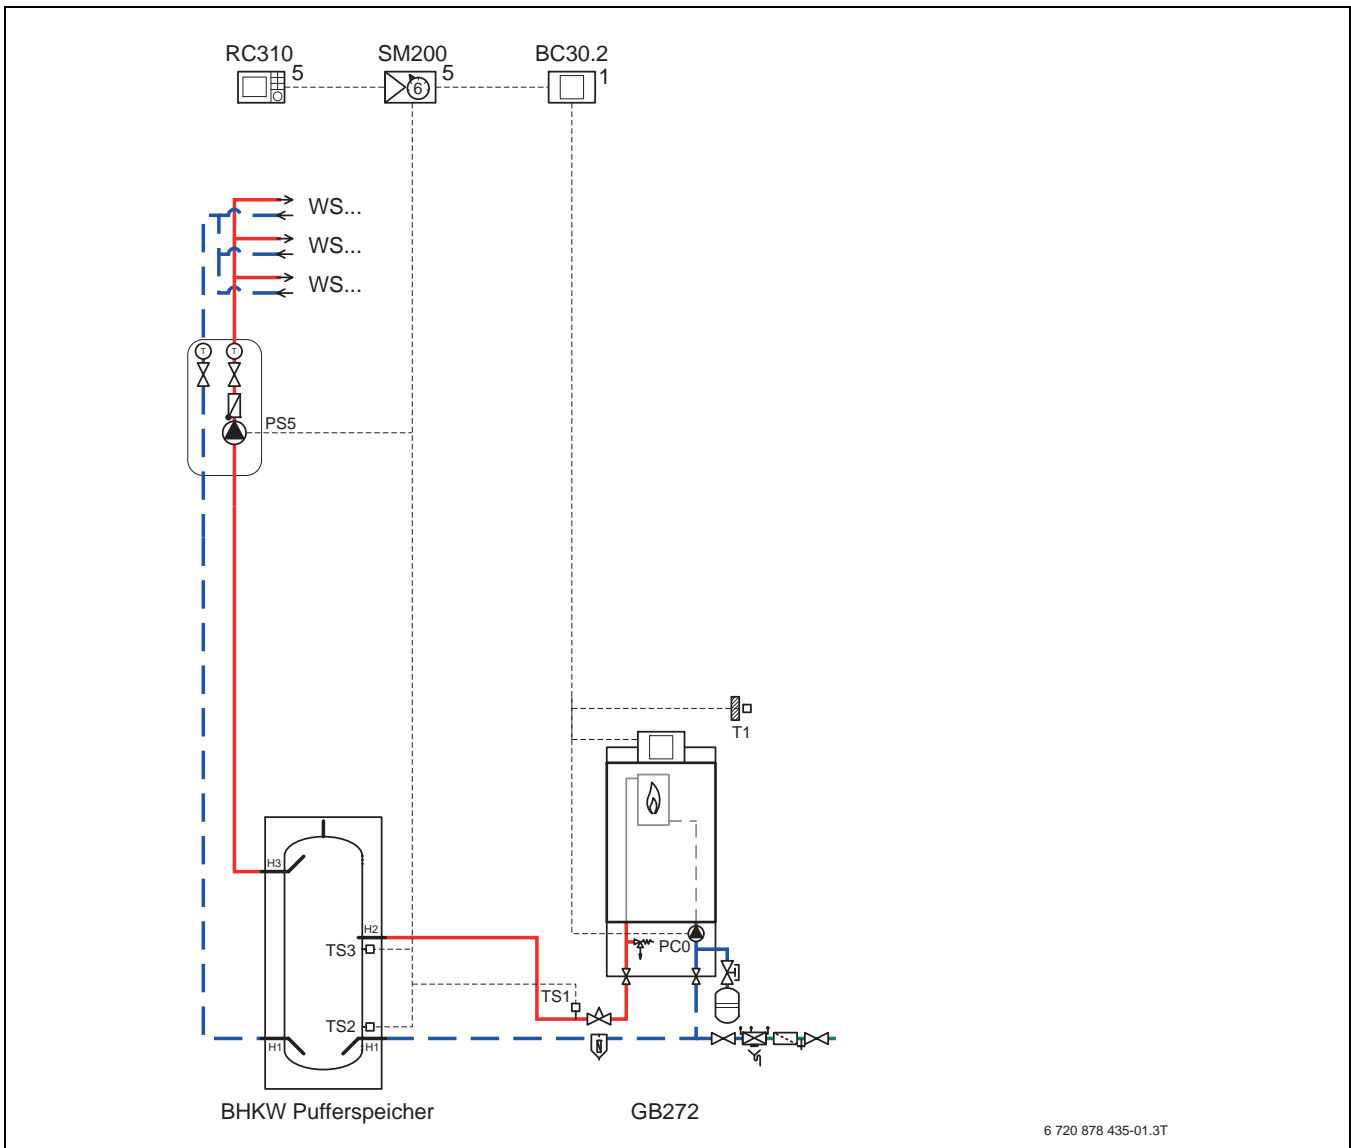 RC310 SM200 BC30.2
5 5 1
6
WS...
WS...
WS...
T T
PS5
T1
H3
H2
TS3
PC0
TS1
TS2
H1 H1
BHKW Pufferspeicher GB272
6 720 878 435-01.3T